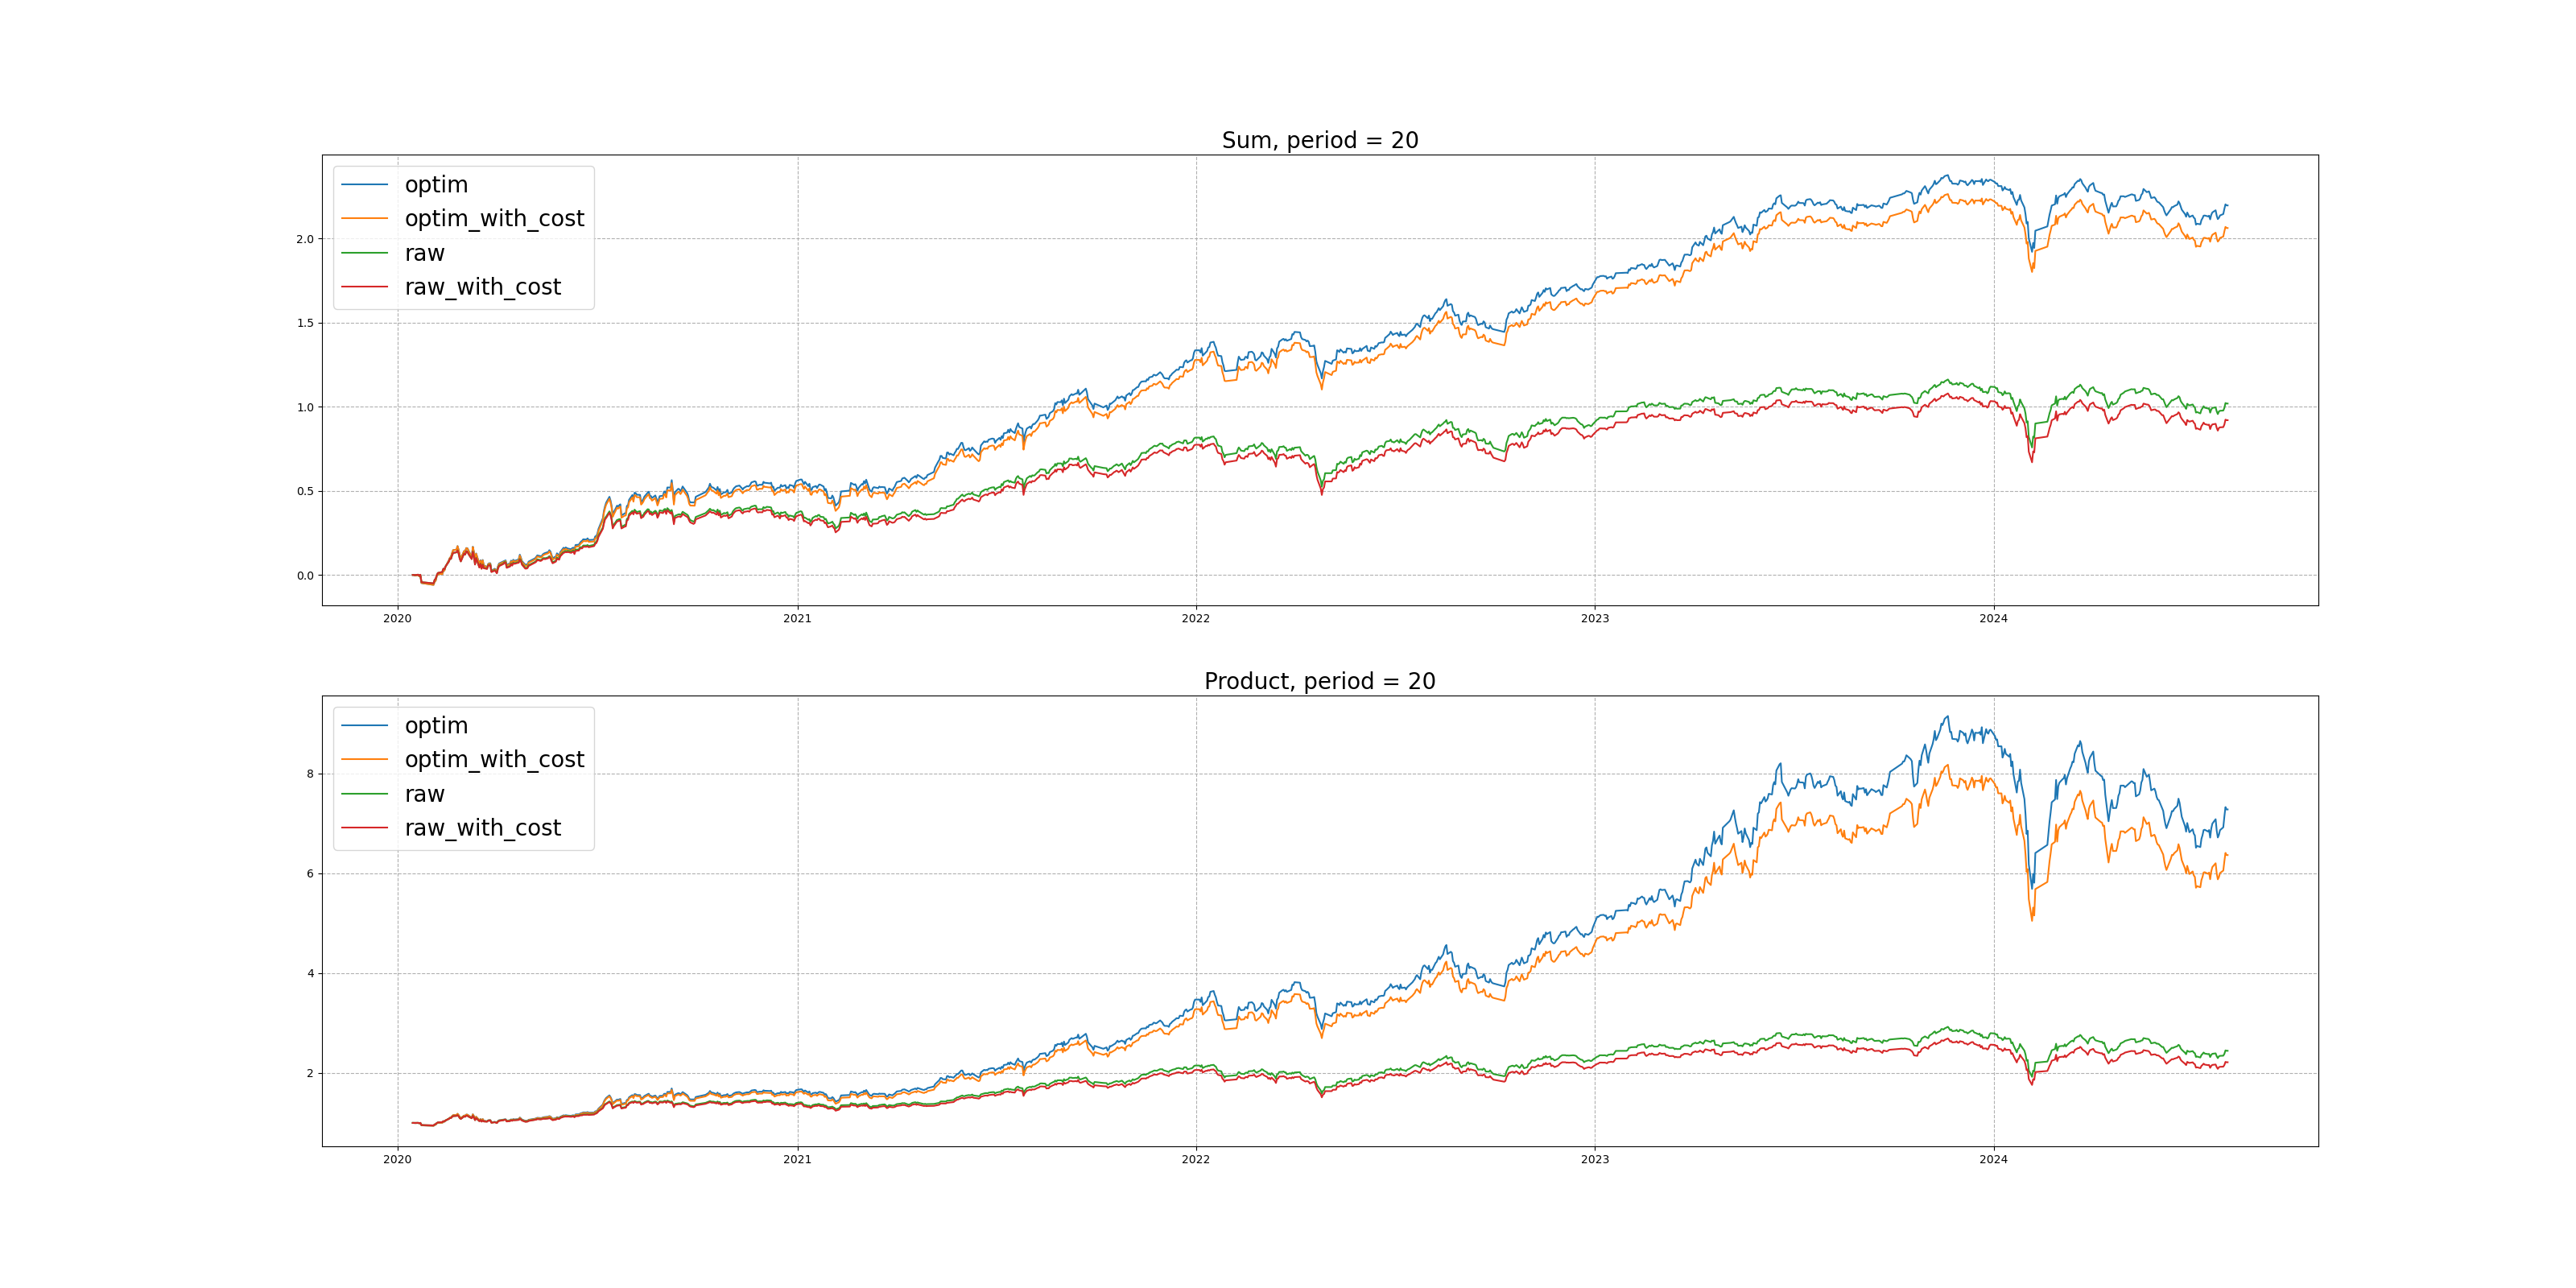 Sum, period = 20
optim
optim_with_cost
raw
raw_with_cost
2.0
1.5
1.0
0.5
0.0
2020 2021 2022 2023 2024
Product, period = 20
optim
optim_with_cost
raw
raw_with_cost
8
6
4
2
2020 2021 2022 2023 2024